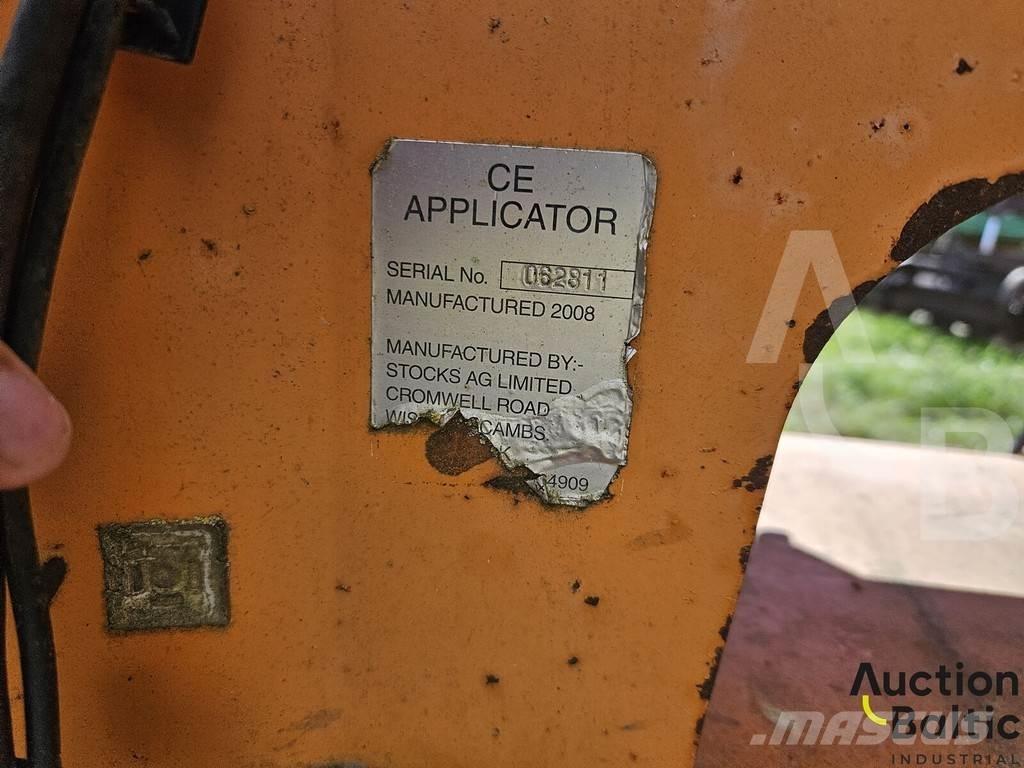 CE
APPLICATOR
SERIAL No. 062811
MANUFACTURED 2008
MANUFACTURED BY:-
STOCKS AG LIMITED
CROMWELL ROAD
CAMBS.
4909
A
B
Auction
Baltic
INDUSTRIAL
MASCUS